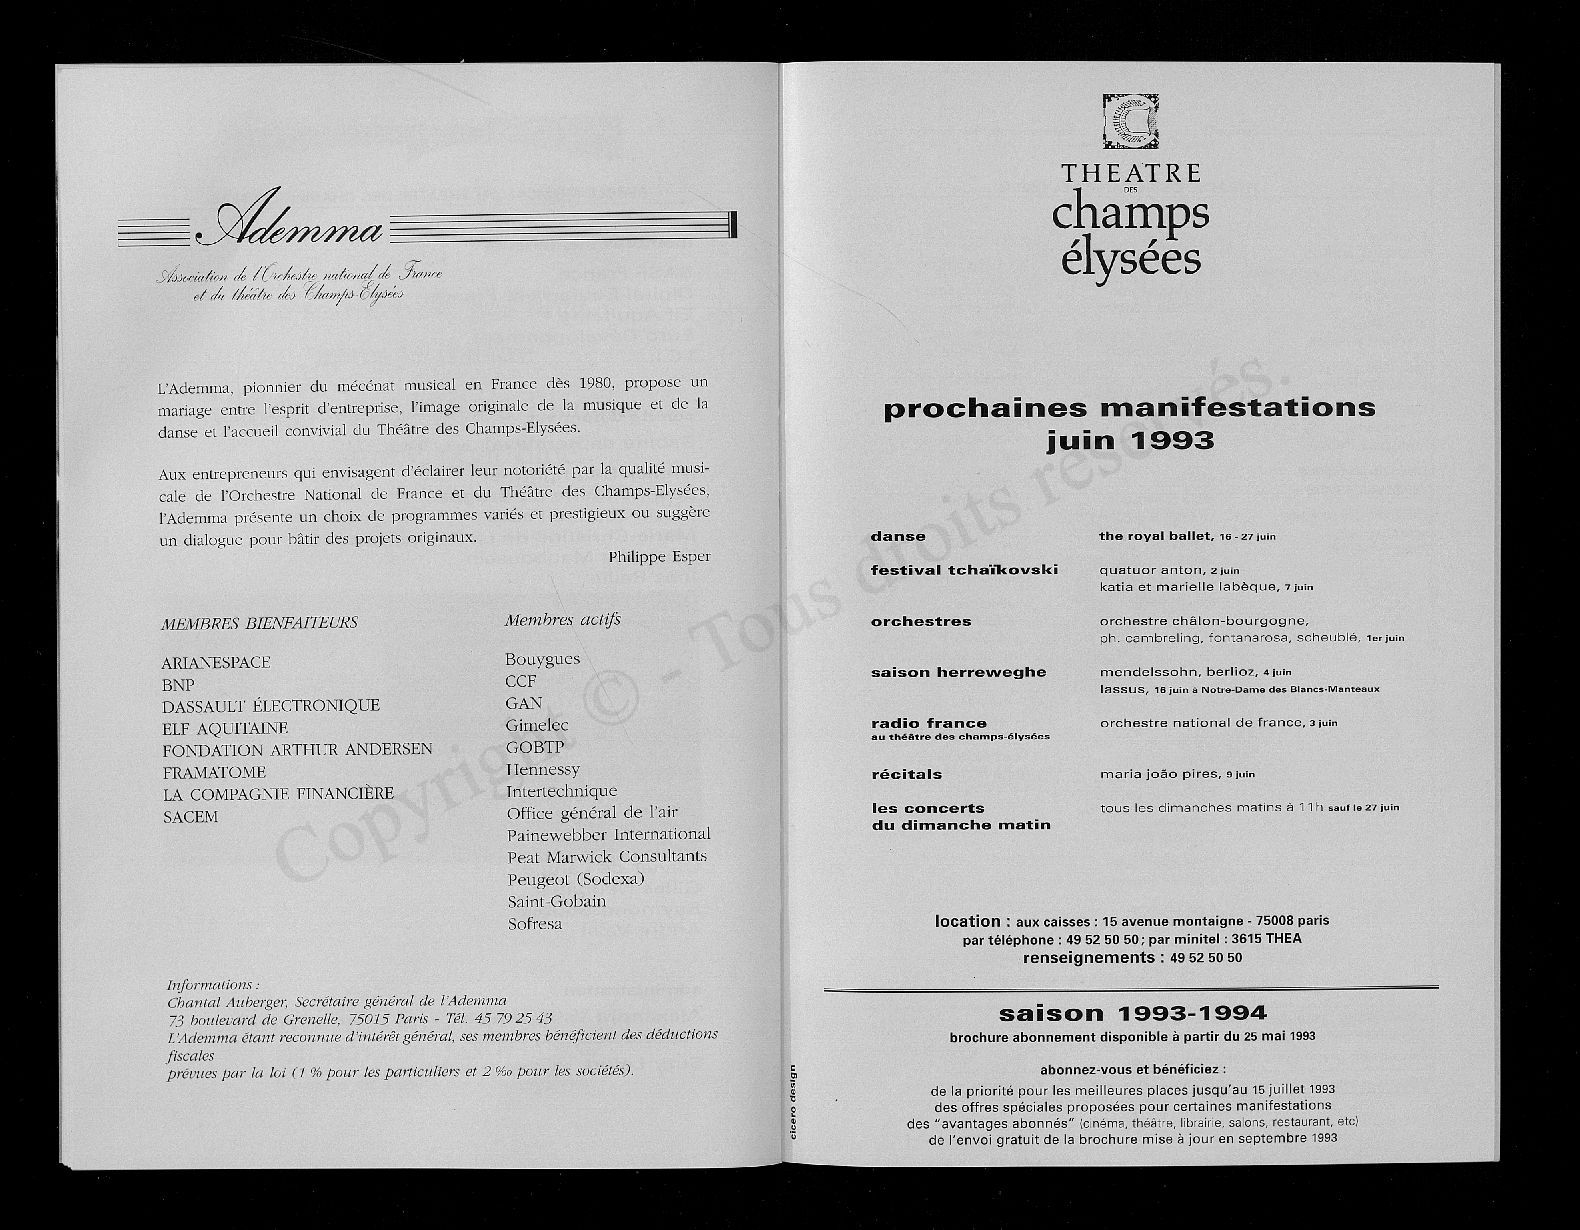 Ademma
Association de l'Orchestre national de France
et du théâtre des Champs-Elysées
L'Ademma, pionnier du mécénat musical en France dès 1980, propose un
mariage entre l'esprit d'entreprise, l'image originale de la musique et de la
danse et l'accueil convivial du Théâtre des Champs-Elysées.
Aux entrepreneurs qui envisagent d'éclairer leur notoriété par la qualité musi-
cale de l'Orchestre National de France et du Théâtre des Champs-Elysées,
l'Ademma présente un choix de programmes variés et prestigieux ou suggère
un dialogue pour bâtir des projets originaux.
Philippe Esper
MEMBRES BIENFAITEURS
ARIANESPACE
BNP
DASSAULT ÉLECTRONIQUE
ELF AQUITAINE
FONDATION ARTHUR ANDERSEN
FRAMATOME
LA COMPAGNIE FINANCIÈRE
SACEM
Membres actifs
Bouygues
CCF
GAN
Gimelec
GOBTP
Hennessy
Intertechnique
Office général de l'air
Painewebber International
Peat Marwick Consultants
Peugeot (Sodexa)
Saint-Gobain
Sofresa
Informations :
Chantal Auberger, Secrétaire général de l'Ademma
73 boulevard de Grenelle, 75015 Paris - Tél. 45 79 25 43
L'Ademma étant reconnue d'intérêt général, ses membres bénéficient des déductions
fiscales
prévues par la loi (1 % pour les particuliers et 2 ‰ pour les sociétés).
THEATRE
DES
champs
élysées
prochaines manifestations
juin 1993
danse the royal ballet, 16 - 27 juin
festival tchaïkovski quatuor anton, 2 juin
katia et marielle labèque, 7 juin
orchestres orchestre châlon-bourgogne,
ph. cambreling, fontanarosa, scheublé, 1er juin
saison herreweghe mendelssohn, berlioz, 4 juin
lassus, 16 juin à Notre-Dame des Blancs-Manteaux
radio france orchestre national de france, 3 juin
au théâtre des champs-élysées
récitals maria joão pires, 9 juin
les concerts tous les dimanches matins à 11h sauf le 27 juin
du dimanche matin
location : aux caisses : 15 avenue montaigne - 75008 paris
par téléphone : 49 52 50 50 ; par minitel : 3615 THEA
renseignements : 49 52 50 50
saison 1993-1994
brochure abonnement disponible à partir du 25 mai 1993
abonnez-vous et bénéficiez :
de la priorité pour les meilleures places jusqu'au 15 juillet 1993
des offres spéciales proposées pour certaines manifestations
des "avantages abonnés" (cinéma, théâtre, librairie, salons, restaurant, etc)
de l'envoi gratuit de la brochure mise à jour en septembre 1993
cicero design
Copyright © - Tous droits réservés.